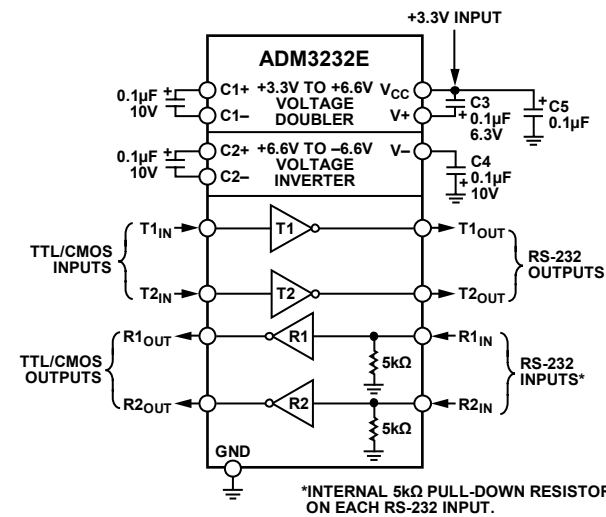 +3.3V INPUT
ADM3232E
0.1µF
10V
+
C1+
C1–
+3.3V TO +6.6V
VOLTAGE
DOUBLER
VCC
V+
C3
+ 0.1µF
6.3V
+ C5
0.1µF
0.1µF
10V
+
C2+
C2–
+6.6V TO –6.6V
VOLTAGE
INVERTER
V–
C4
+ 0.1µF
10V
TTL/CMOS
INPUTS
T1IN
T1
T1OUT
T2IN
T2
T2OUT
RS-232
OUTPUTS
TTL/CMOS
OUTPUTS
R1OUT
R1
5kΩ
R1IN
R2OUT
R2
5kΩ
R2IN
RS-232
INPUTS*
GND
*INTERNAL 5kΩ PULL-DOWN RESISTOR
ON EACH RS-232 INPUT.